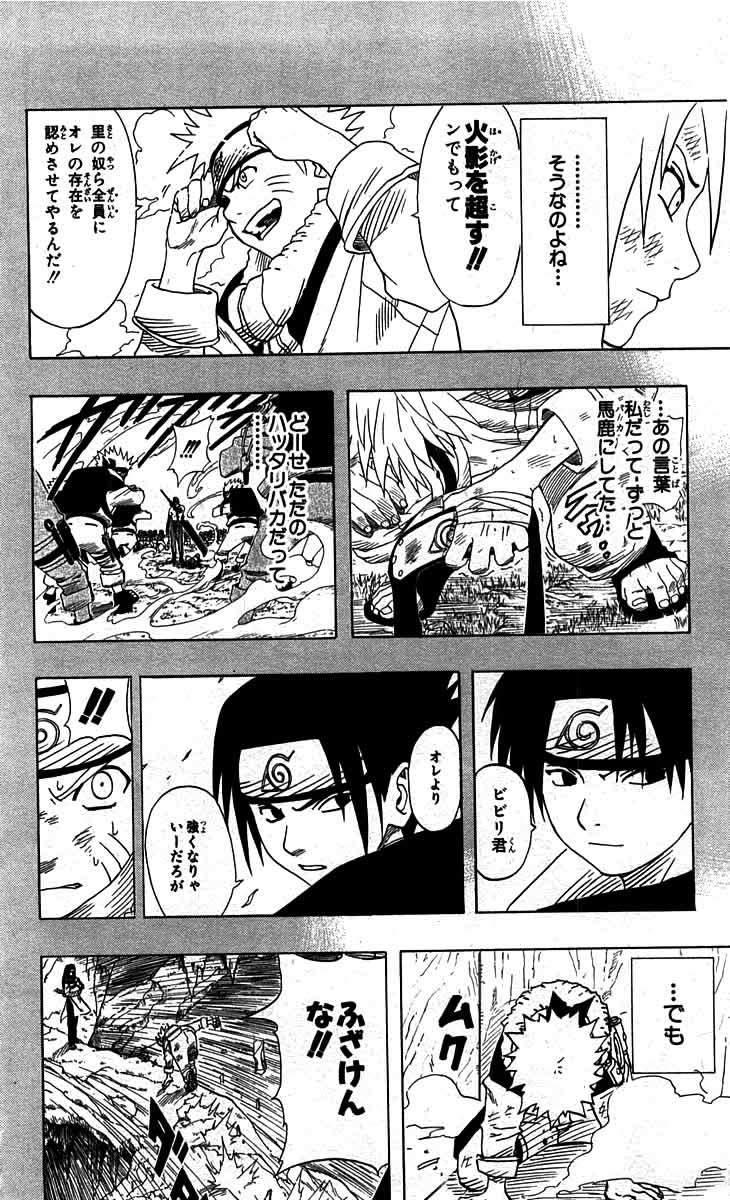 …………
そうなのよね…
火影を超す!!
ンでもって
里の奴ら全員に
オレの存在を
認めさせてやるんだ!!
…あの言葉
私だって…ずっと
馬鹿にしてた…
どーせただの
ハッタリバカだって
…………
!!!
ビビリ君
オレより
強くなりゃ
いーだろが
!!
…でも
ムク
ふざけん
な!!